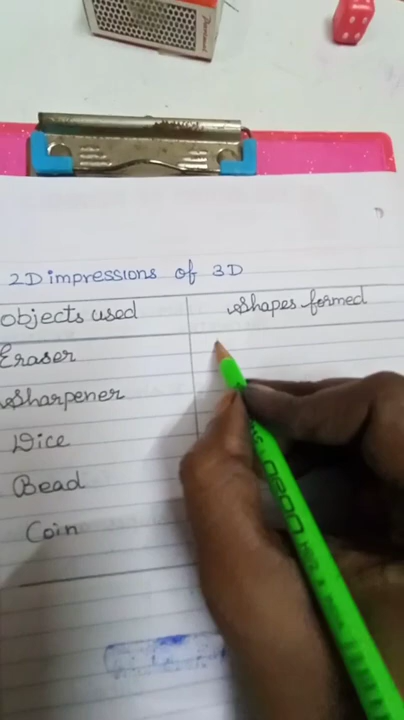 2D impressions of 3D
objects used
Shapes formed
Eraser
Sharpener
Dice
Bead
Coin